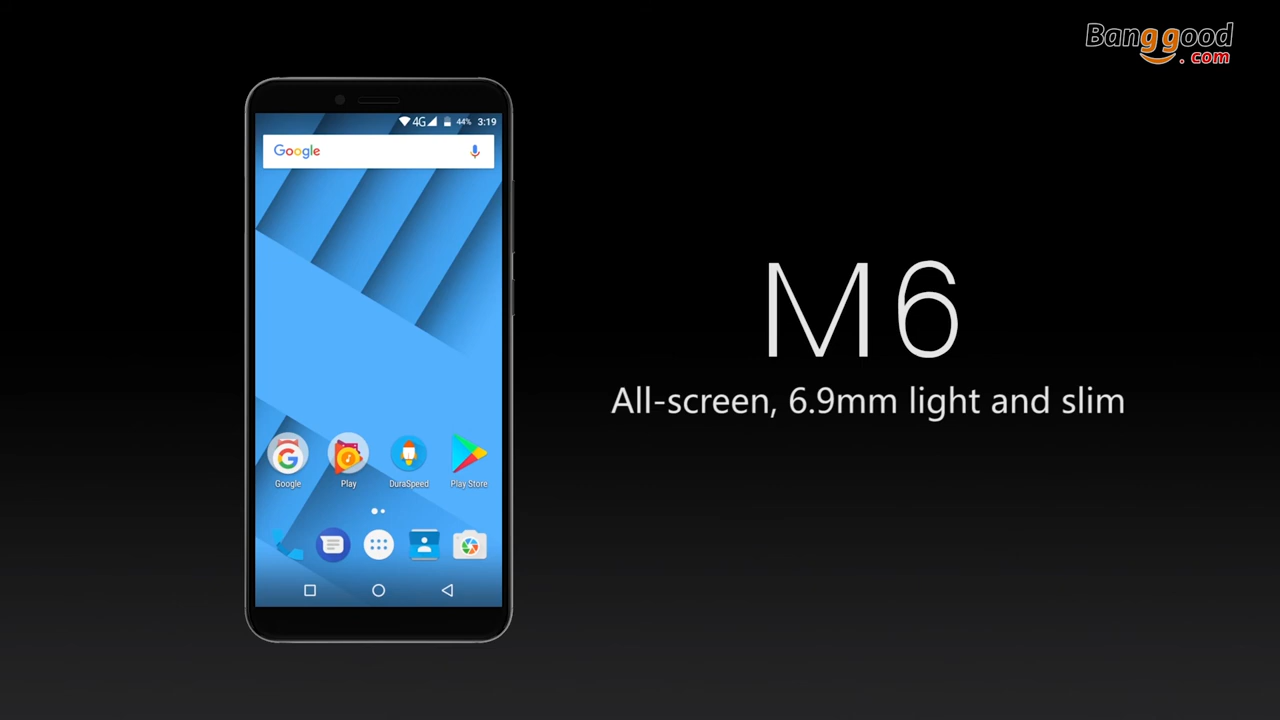 Banggood
.com
4G 44% 3:19
Google
M6
All-screen, 6.9mm light and slim
Google Play DuraSpeed Play Store